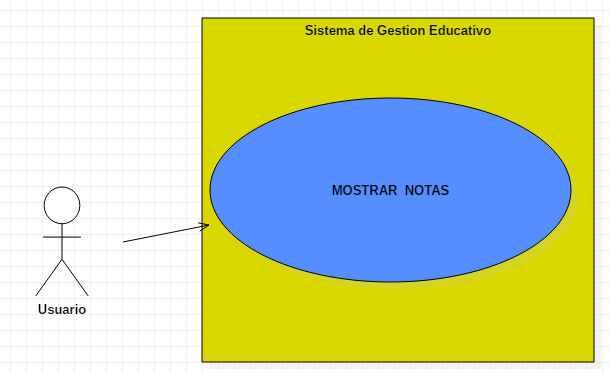 Sistema de Gestion Educativo
MOSTRAR NOTAS
Usuario